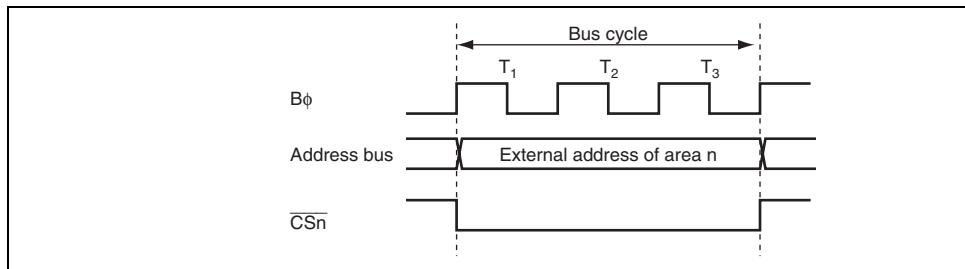 Bus cycle
T1 T2 T3
Bϕ
Address bus External address of area n
CSn